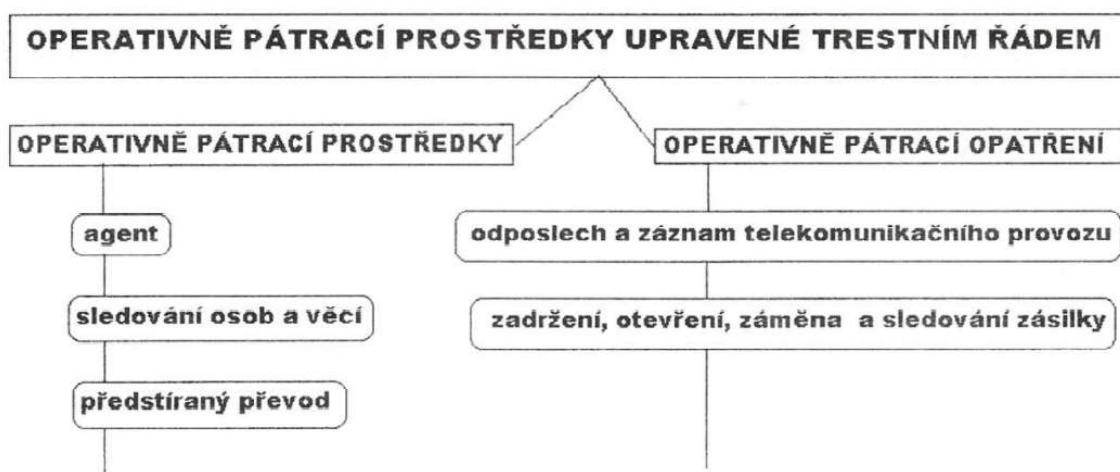 OPERATIVNĚ PÁTRACÍ PROSTŘEDKY UPRAVENÉ TRESTNÍM ŘÁDEM
OPERATIVNĚ PÁTRACÍ PROSTŘEDKY
agent
sledování osob a věcí
předstíraný převod
OPERATIVNĚ PÁTRACÍ OPATŘENÍ
odposlech a záznam telekomunikačního provozu
zadržení, otevření, záměna a sledování zásilky